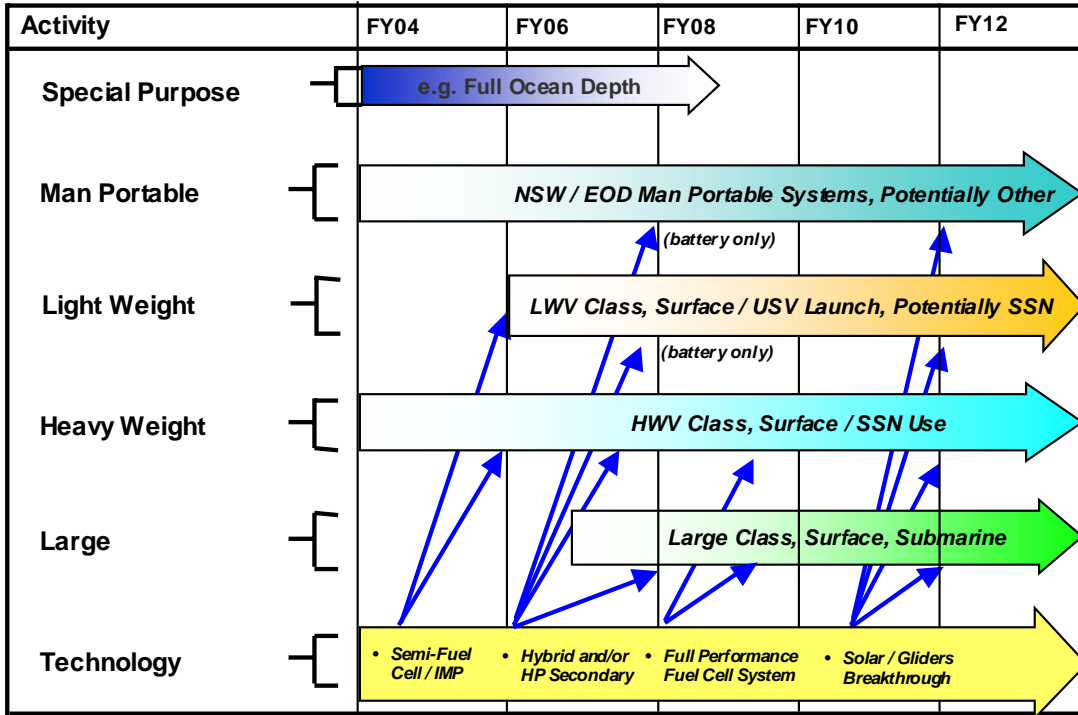 Activity FY04 FY06 FY08 FY10 FY12
Special Purpose
e.g. Full Ocean Depth
Man Portable
NSW / EOD Man Portable Systems, Potentially Other
(battery only)
Light Weight
LWV Class, Surface / USV Launch, Potentially SSN
(battery only)
Heavy Weight
HWV Class, Surface / SSN Use
Large
Large Class, Surface, Submarine
Technology
• Semi-Fuel
Cell / IMP
• Hybrid and/or
HP Secondary
• Full Performance
Fuel Cell System
• Solar / Gliders
Breakthrough